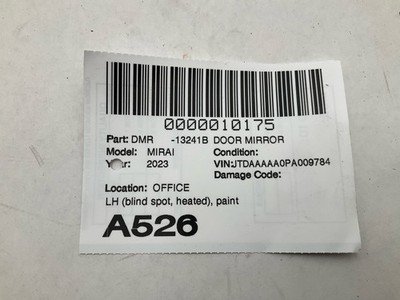 0000010175
Part: DMR -13241B DOOR MIRROR
Model: MIRAI Condition:
Year: 2023 VIN:JTDAAAAA0PA009784
Damage Code:
Location: OFFICE
LH (blind spot, heated), paint
A526